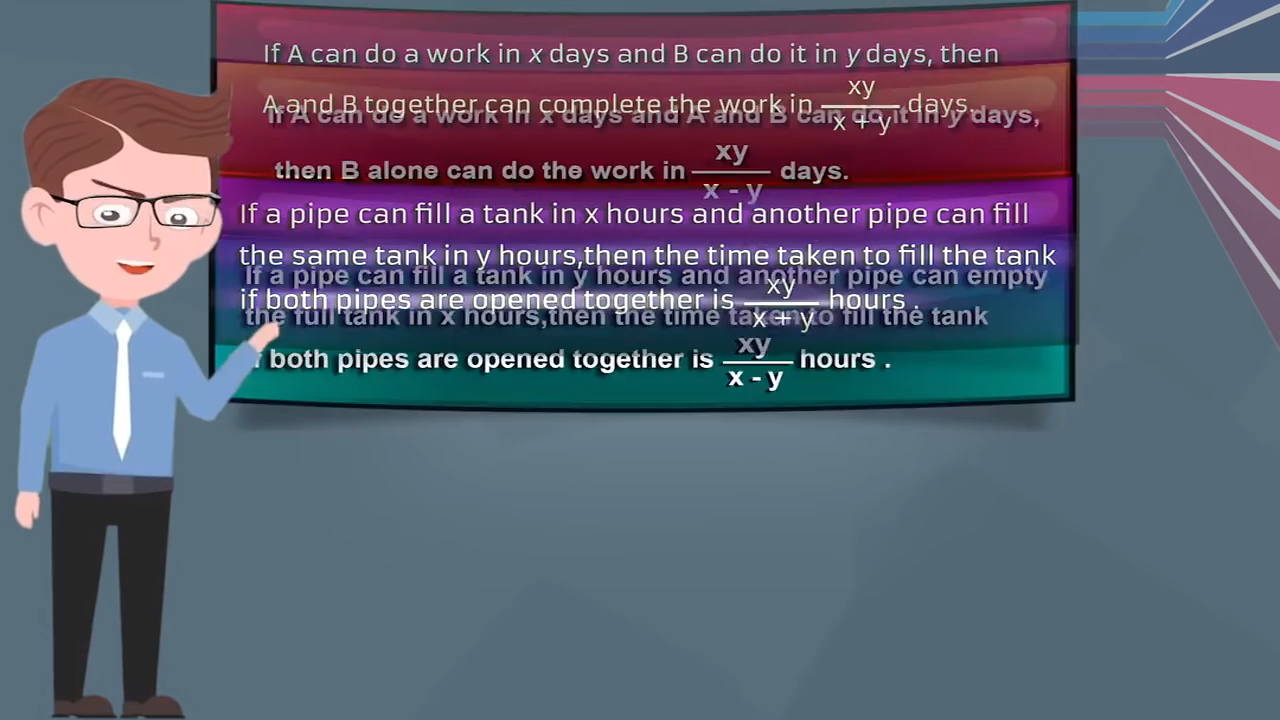 If A can do a work in x days and B can do it in y days, then
A and B together can complete the work in xy / x + y days.
If A can do a work in x days and A and B can do it in y days,
then B alone can do the work in xy / x - y days.
If a pipe can fill a tank in x hours and another pipe can fill
the same tank in y hours,then the time taken to fill the tank
if both pipes are opened together is xy / x + y hours .
If a pipe can fill a tank in y hours and another pipe can empty
the full tank in x hours,then the time taken to fill the tank
if both pipes are opened together is xy / x - y hours .